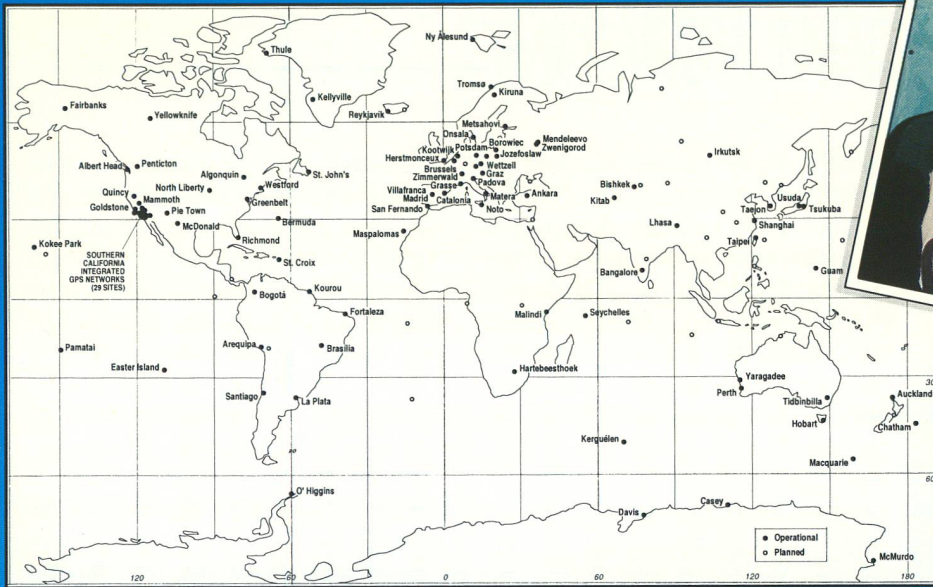 Ny Ålesund
Thule
Tromsø
Kiruna
Fairbanks
Kellyville
Reykjavik
Yellowknife
Metsahovi
Onsala
Mendeleevo
Zwenigorod
Borowiec
Potsdam
Kootwijk
Jozefoslaw
Irkutsk
Herstmonceux
Wettzell
Brussels
Graz
Zimmerwald
Padova
Albert Head
Penticton
Algonquin
St. John's
Westford
North Liberty
Quincy
Mammoth
Greenbelt
Goldstone
Pie Town
Bermuda
McDonald
Villafranca
Grasse
Madrid
Catalonia
Matera
San Fernando
Noto
Ankara
Bishkek
Kitab
Usuda
Taejon
Tsukuba
Shanghai
Lhasa
Taipei
Kokee Park
Richmond
Maspalomas
SOUTHERN
CALIFORNIA
INTEGRATED
GPS NETWORKS
(29 SITES)
St. Croix
Bangalore
Guam
Bogotá
Kourou
Fortaleza
Malindi
Seychelles
Pamatai
Arequipa
Brasilia
Easter Island
Hartebeesthoek
Yaragadee
30
Santiago
La Plata
Perth
Tidbinbilla
Auckland
Hobart
Chatham
Kerguélen
Macquarie
60
O' Higgins
Casey
Davis
Operational
Planned
McMurdo
120
60
0
60
120
180